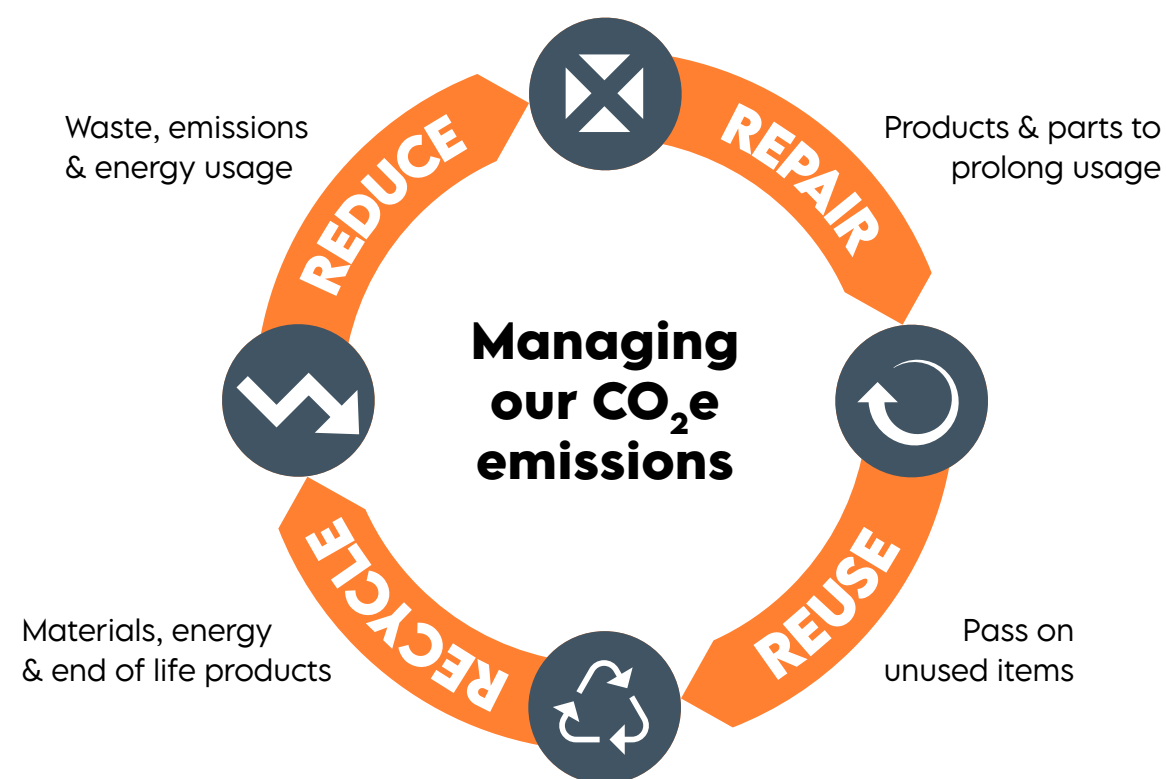 Waste, emissions
& energy usage
REDUCE
REPAIR
Products & parts to
prolong usage
Managing
our CO₂e
emissions
Materials, energy
& end of life products
RECYCLE
REUSE
Pass on
unused items